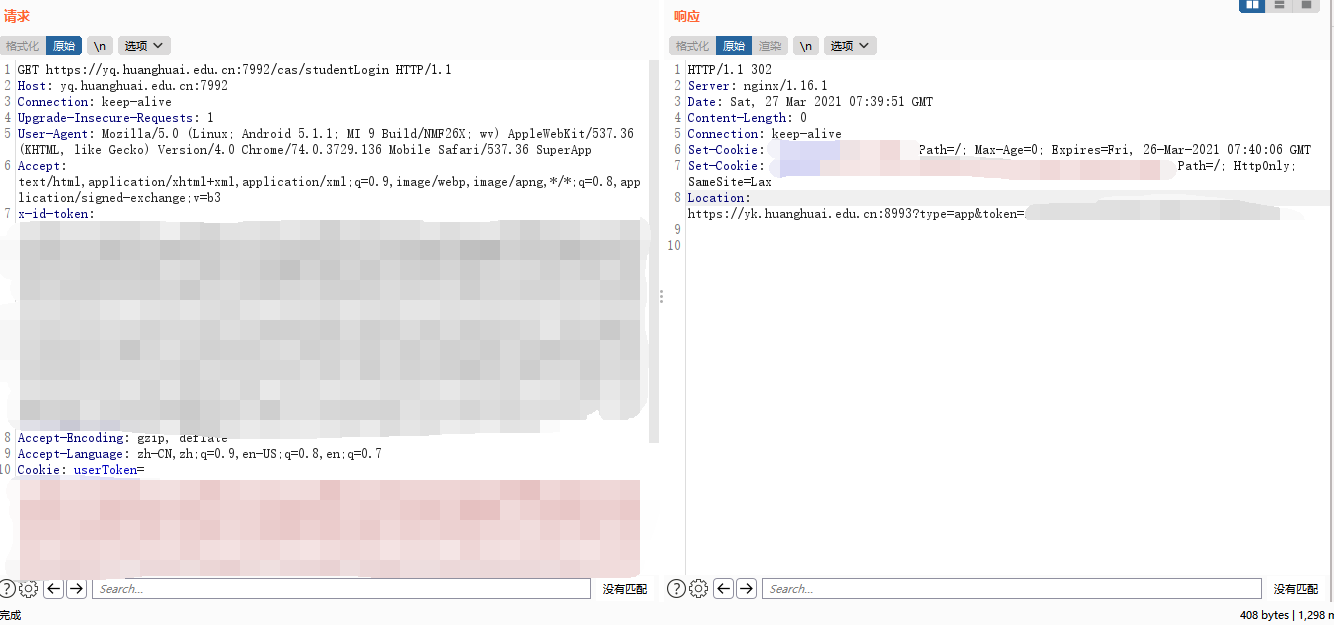 请求
格式化 原始 \n 选项
1 GET https://yq.huanghuai.edu.cn:7992/cas/studentLogin HTTP/1.1
2 Host: yq.huanghuai.edu.cn:7992
3 Connection: keep-alive
4 Upgrade-Insecure-Requests: 1
5 User-Agent: Mozilla/5.0 (Linux; Android 5.1.1; MI 9 Build/NMF26X; wv) AppleWebKit/537.36
(KHTML, like Gecko) Version/4.0 Chrome/74.0.3729.136 Mobile Safari/537.36 SuperApp
6 Accept:
text/html,application/xhtml+xml,application/xml;q=0.9,image/webp,image/apng,*/*;q=0.8,app
lication/signed-exchange;v=b3
7 x-id-token:
8 Accept-Encoding: gzip, deflate
9 Accept-Language: zh-CN,zh;q=0.9,en-US;q=0.8,en;q=0.7
10 Cookie: userToken=
? Search... 没有匹配
完成
响应
格式化 原始 渲染 \n 选项
1 HTTP/1.1 302
2 Server: nginx/1.16.1
3 Date: Sat, 27 Mar 2021 07:39:51 GMT
4 Content-Length: 0
5 Connection: keep-alive
6 Set-Cookie: Path=/; Max-Age=0; Expires=Fri, 26-Mar-2021 07:40:06 GMT
7 Set-Cookie: Path=/; HttpOnly;
SameSite=Lax
8 Location:
https://yk.huanghuai.edu.cn:8993?type=app&token=
9
10
? Search... 没有匹配
408 bytes | 1,298 m